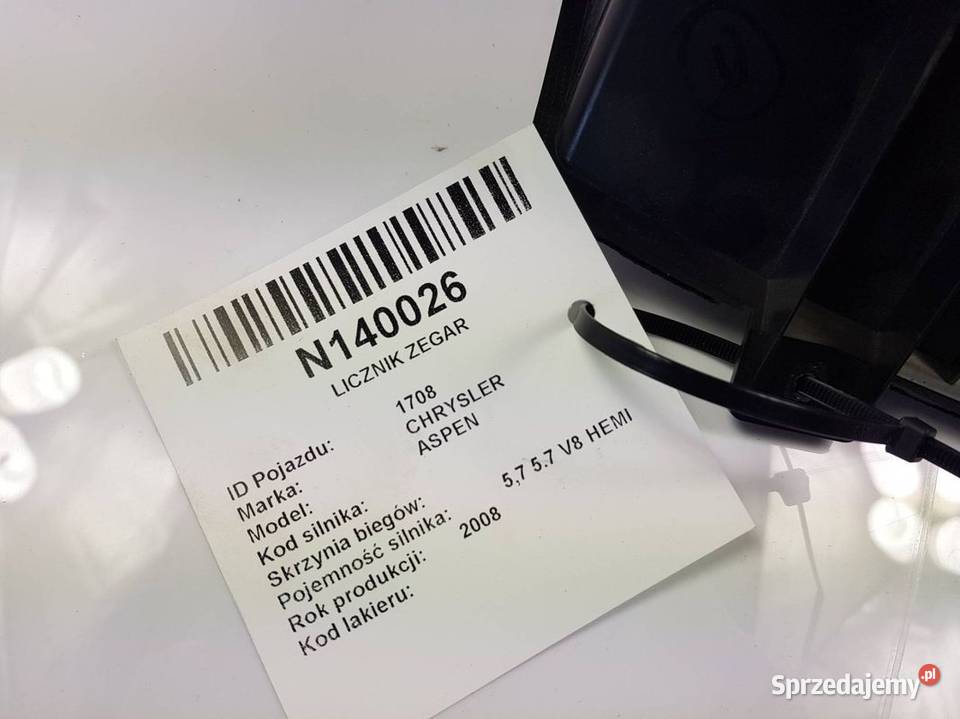 N140026
LICZNIK ZEGAR
ID Pojazdu: 1708
Marka: CHRYSLER
Model: ASPEN
Kod silnika:
Skrzynia biegów:
Pojemność silnika: 5,7 5.7 V8 HEMI
Rok produkcji: 2008
Kod lakieru:
Sprzedajemy.pl